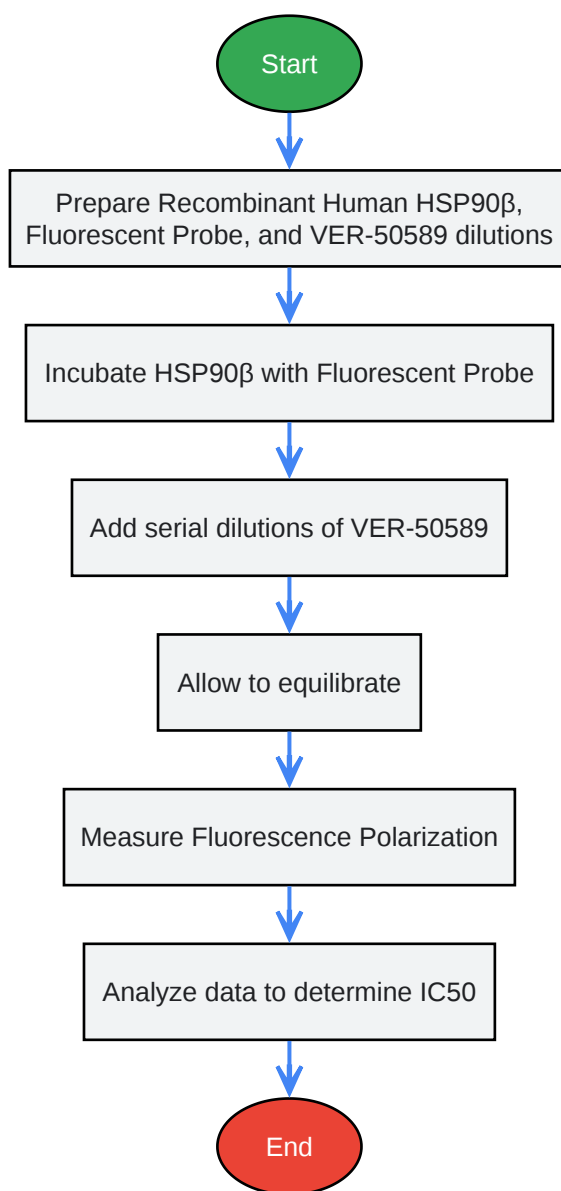 Start
Prepare Recombinant Human HSP90β,
Fluorescent Probe, and VER-50589 dilutions
Incubate HSP90β with Fluorescent Probe
Add serial dilutions of VER-50589
Allow to equilibrate
Measure Fluorescence Polarization
Analyze data to determine IC50
End